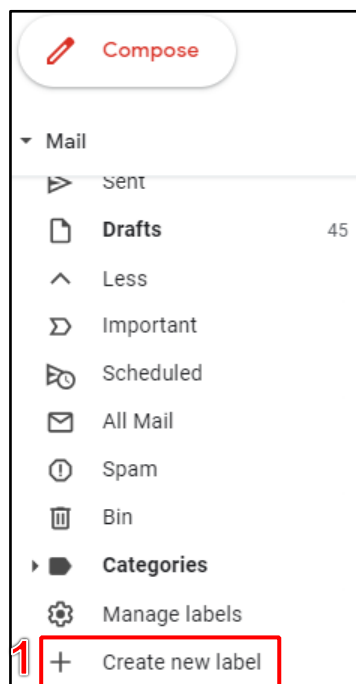 Compose
Mail
Sent
Drafts 45
Less
Important
Scheduled
All Mail
Spam
Bin
Categories
Manage labels
1 + Create new label